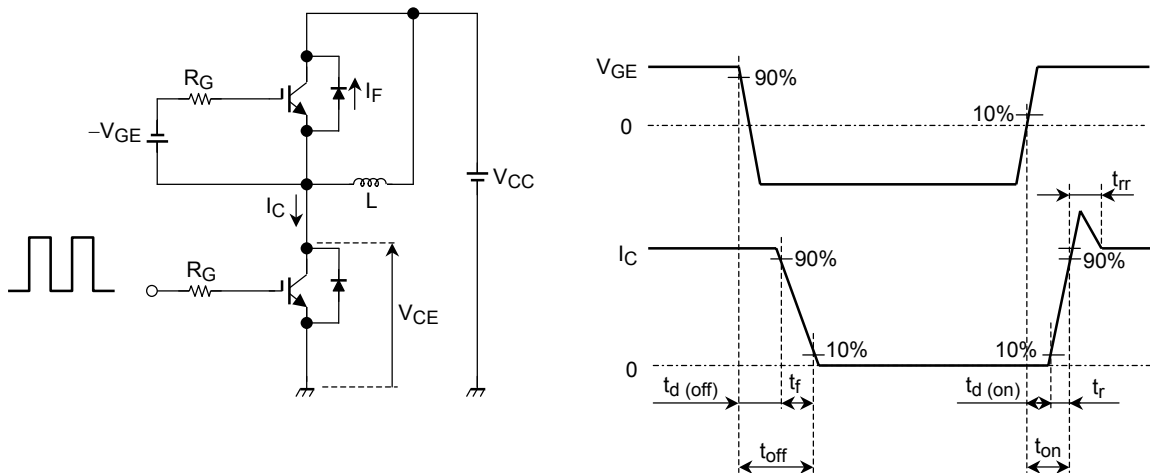 RG
IF
–VGE
L
VCC
IC
RG
VCE
VGE
90%
10%
0
trr
IC
90%
90%
10%
10%
0
td (off)
tf
td (on)
tr
toff
ton